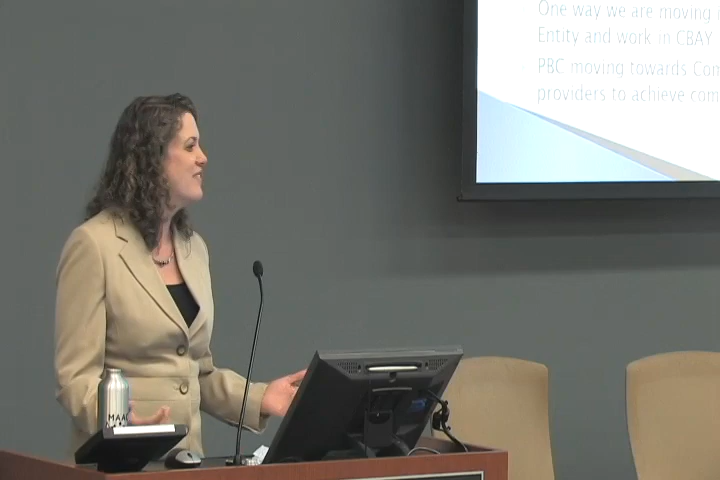 One way we are moving
Entity and work in CBAY
PBC moving towards Com
providers to achieve com
MAA